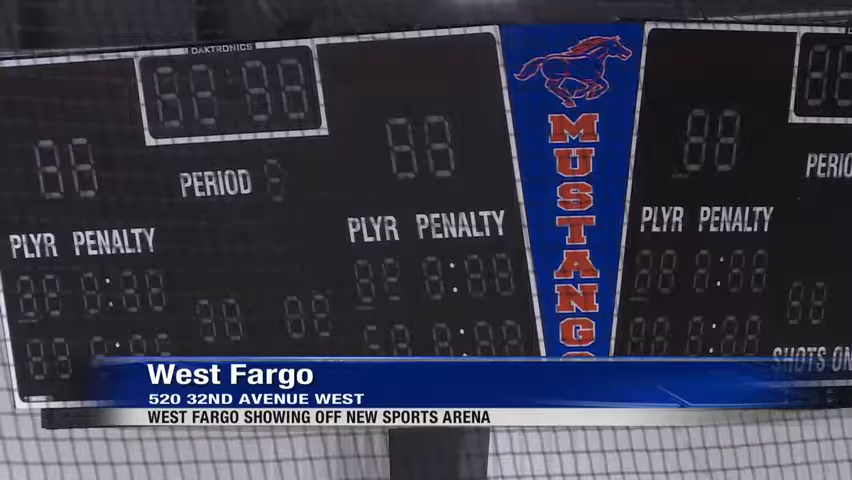 DAKTRONICS
PERIOD
PLYR PENALTY
PLYR PENALTY
MUSTANG
PLYR PENALTY
PERIO
SHOTS ON
West Fargo
520 32ND AVENUE WEST
WEST FARGO SHOWING OFF NEW SPORTS ARENA